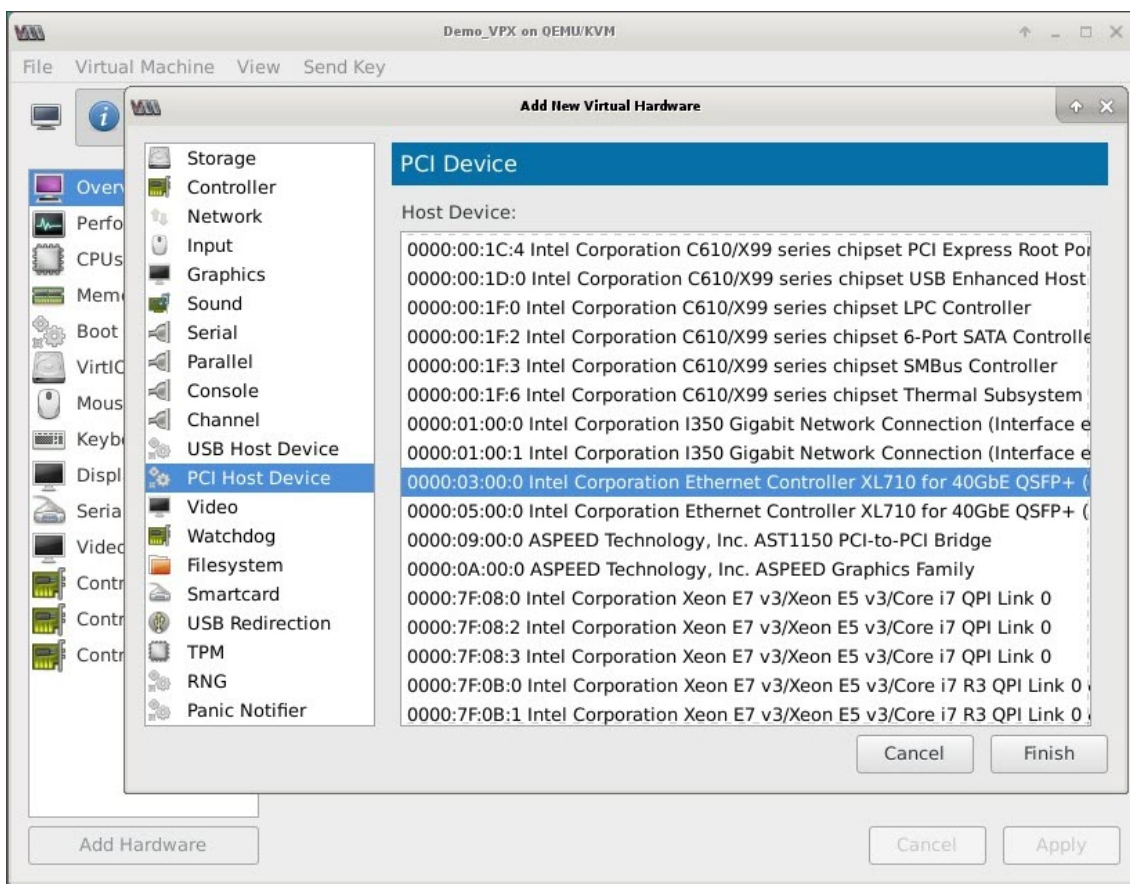 Demo_VPX on QEMU/KVM
File Virtual Machine View Send Key
Add New Virtual Hardware
Overv
Perfo
CPUs
Mem
Boot
VirtIO
Mous
Keyb
Displ
Seria
Video
Contr
Contr
Contr
Storage
Controller
Network
Input
Graphics
Sound
Serial
Parallel
Console
Channel
USB Host Device
PCI Host Device
Video
Watchdog
Filesystem
Smartcard
USB Redirection
TPM
RNG
Panic Notifier
PCI Device
Host Device:
0000:00:1C:4 Intel Corporation C610/X99 series chipset PCI Express Root Por
0000:00:1D:0 Intel Corporation C610/X99 series chipset USB Enhanced Host
0000:00:1F:0 Intel Corporation C610/X99 series chipset LPC Controller
0000:00:1F:2 Intel Corporation C610/X99 series chipset 6-Port SATA Controlle
0000:00:1F:3 Intel Corporation C610/X99 series chipset SMBus Controller
0000:00:1F:6 Intel Corporation C610/X99 series chipset Thermal Subsystem
0000:01:00:0 Intel Corporation I350 Gigabit Network Connection (Interface e
0000:01:00:1 Intel Corporation I350 Gigabit Network Connection (Interface e
0000:03:00:0 Intel Corporation Ethernet Controller XL710 for 40GbE QSFP+ (
0000:05:00:0 Intel Corporation Ethernet Controller XL710 for 40GbE QSFP+ (
0000:09:00:0 ASPEED Technology, Inc. AST1150 PCI-to-PCI Bridge
0000:0A:00:0 ASPEED Technology, Inc. ASPEED Graphics Family
0000:7F:08:0 Intel Corporation Xeon E7 v3/Xeon E5 v3/Core i7 QPI Link 0
0000:7F:08:2 Intel Corporation Xeon E7 v3/Xeon E5 v3/Core i7 QPI Link 0
0000:7F:08:3 Intel Corporation Xeon E7 v3/Xeon E5 v3/Core i7 QPI Link 0
0000:7F:0B:0 Intel Corporation Xeon E7 v3/Xeon E5 v3/Core i7 R3 QPI Link 0
0000:7F:0B:1 Intel Corporation Xeon E7 v3/Xeon E5 v3/Core i7 R3 QPI Link 0
Cancel Finish
Add Hardware Cancel Apply